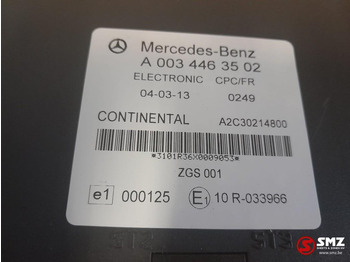 Mercedes-Benz
A 003 446 35 02
ELECTRONIC CPC/FR
04-03-13 0249
CONTINENTAL A2C30214800
*3101R36X0009053*
ZGS 001
e1 000125 E1 10 R-033966
SMZ